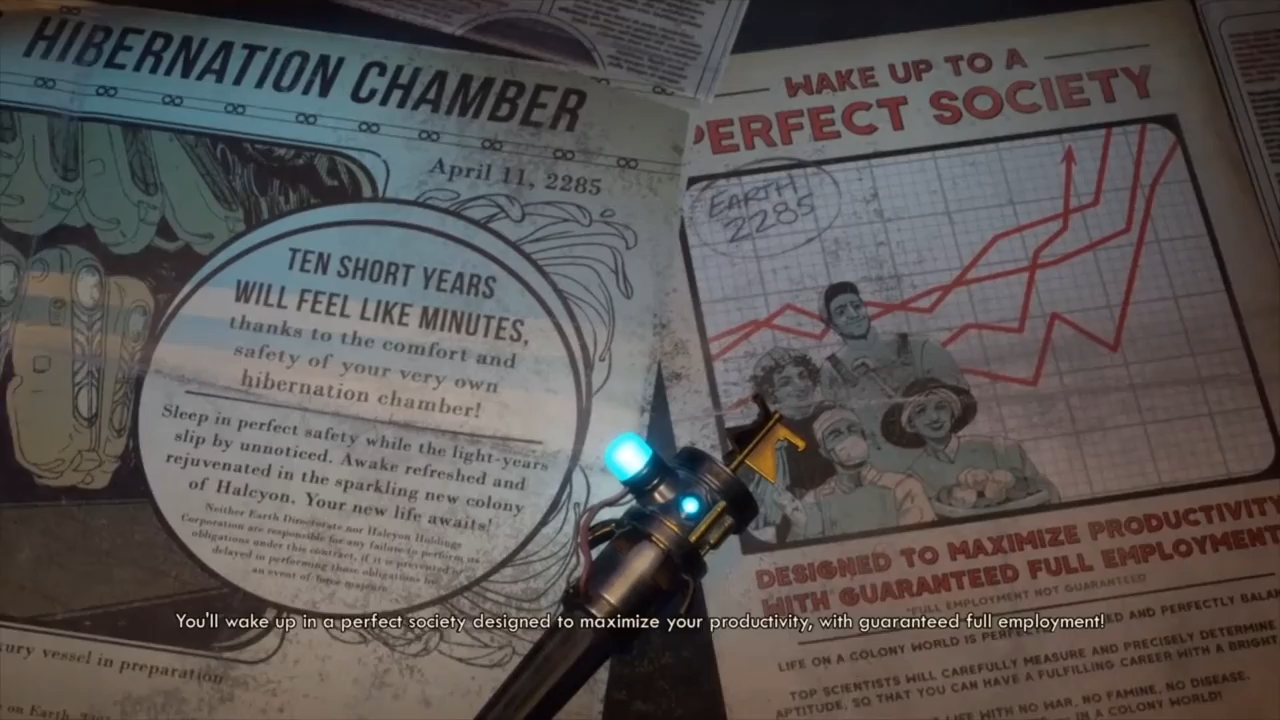 HIBERNATION CHAMBER
April 11, 2285
TEN SHORT YEARS
WILL FEEL LIKE MINUTES,
thanks to the comfort and
safety of your very own
hibernation chamber!
Sleep in perfect safety while the light-years
slip by unnoticed. Awake refreshed and
rejuvenated in the sparkling new colony
of Halcyon. Your new life awaits!
Neither Earth Directorate nor Halcyon Holdings
Corporation are responsible for any failure to perform its
obligations under this contract, if it is prevented or
delayed in performing those obligations by
an event of force majeure.
vessel in preparation
on Earth,
WAKE UP TO A
PERFECT SOCIETY
EARTH
2285
DESIGNED TO MAXIMIZE PRODUCTIVITY
WITH GUARANTEED FULL EMPLOYMENT
*FULL EMPLOYMENT NOT GUARANTEED
LIFE ON A COLONY WORLD IS AND PERFECTLY
TOP SCIENTISTS WILL CAREFULLY MEASURE AND PRECISELY DETERMINE
APTITUDE, SO THAT YOU CAN HAVE A FULFILLING CAREER WITH A BRIGHT
LIFE WITH NO WAR, NO FAMINE, NO DISEASE.
IN A COLONY WORLD!
You'll wake up in a perfect society designed to maximize your productivity, with guaranteed full employment!